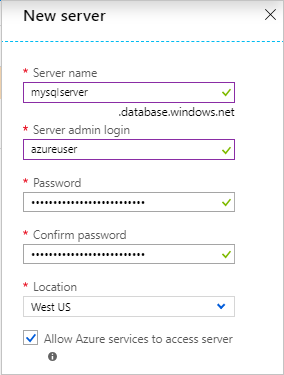 New server
* Server name
mysqlserver
.database.windows.net
* Server admin login
azureuser
* Password
••••••••••••••••••••••••••
* Confirm password
••••••••••••••••••••••••••
* Location
West US
Allow Azure services to access server